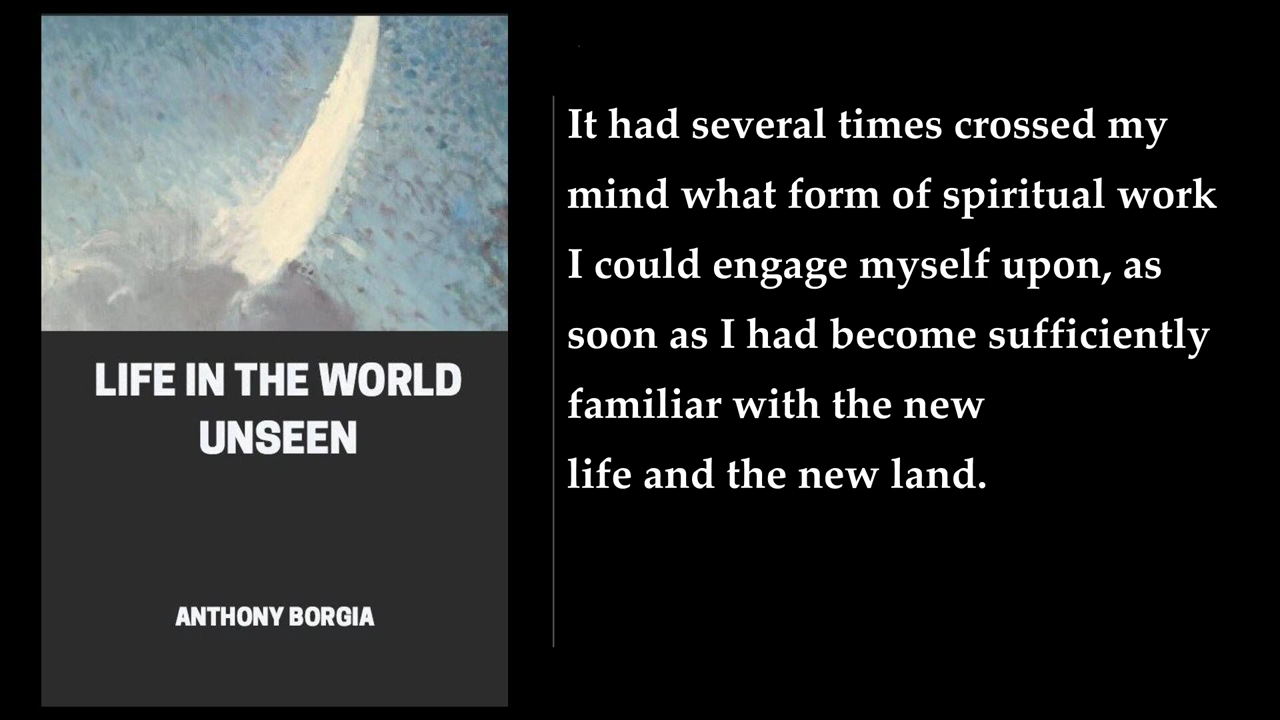 LIFE IN THE WORLD
UNSEEN
ANTHONY BORGIA
It had several times crossed my
mind what form of spiritual work
I could engage myself upon, as
soon as I had become sufficiently
familiar with the new
life and the new land.